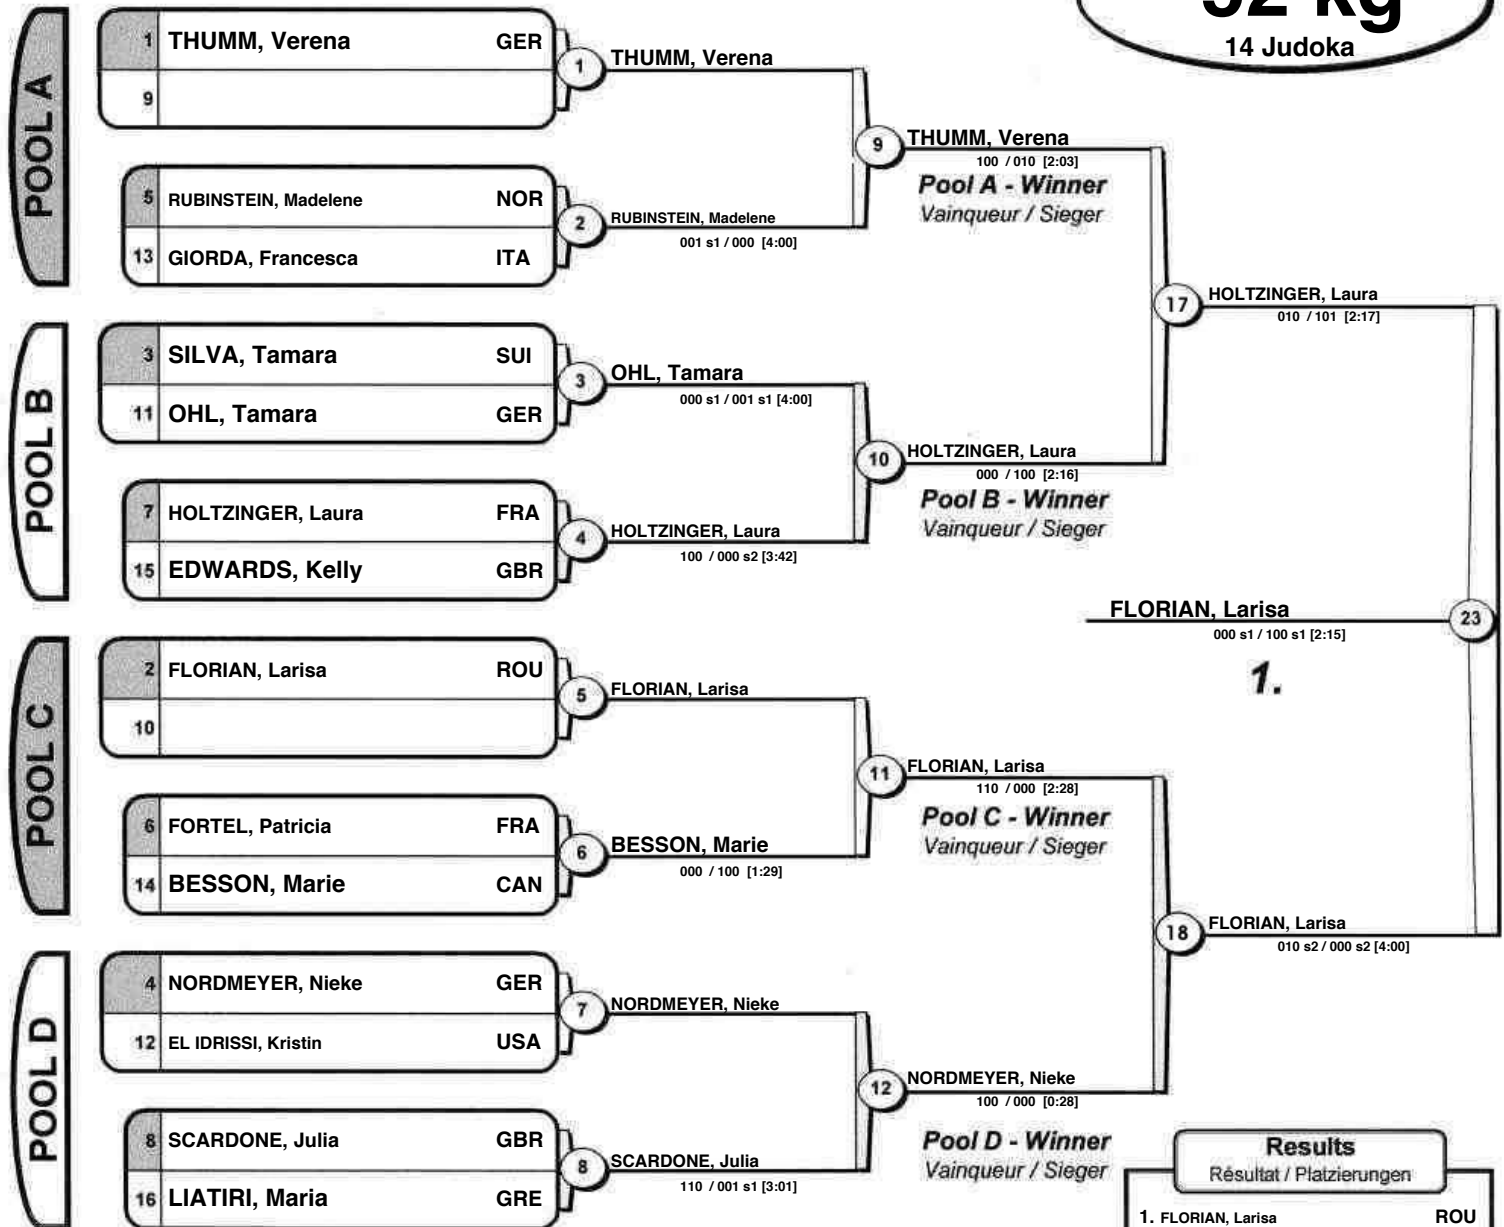 52 kg
14 Judoka
POOL A
1 THUMM, Verena GER
9
5 RUBINSTEIN, Madelene NOR
13 GIORDA, Francesca ITA
1 THUMM, Verena
2 RUBINSTEIN, Madelene
001 s1 / 000 [4:00]
9 THUMM, Verena
100 / 010 [2:03]
Pool A - Winner
Vainqueur / Sieger
POOL B
3 SILVA, Tamara SUI
11 OHL, Tamara GER
7 HOLTZINGER, Laura FRA
15 EDWARDS, Kelly GBR
3 OHL, Tamara
000 s1 / 001 s1 [4:00]
4 HOLTZINGER, Laura
100 / 000 s2 [3:42]
10 HOLTZINGER, Laura
000 / 100 [2:16]
Pool B - Winner
Vainqueur / Sieger
17 HOLTZINGER, Laura
010 / 101 [2:17]
POOL C
2 FLORIAN, Larisa ROU
10
6 FORTEL, Patricia FRA
14 BESSON, Marie CAN
5 FLORIAN, Larisa
6 BESSON, Marie
000 / 100 [1:29]
11 FLORIAN, Larisa
110 / 000 [2:28]
Pool C - Winner
Vainqueur / Sieger
POOL D
4 NORDMEYER, Nieke GER
12 EL IDRISSI, Kristin USA
8 SCARDONE, Julia GBR
16 LIATIRI, Maria GRE
7 NORDMEYER, Nieke
8 SCARDONE, Julia
110 / 001 s1 [3:01]
12 NORDMEYER, Nieke
100 / 000 [0:28]
Pool D - Winner
Vainqueur / Sieger
18 FLORIAN, Larisa
010 s2 / 000 s2 [4:00]
FLORIAN, Larisa 23
000 s1 / 100 s1 [2:15]
1.
Results
Résultat / Platzierungen
1. FLORIAN, Larisa ROU